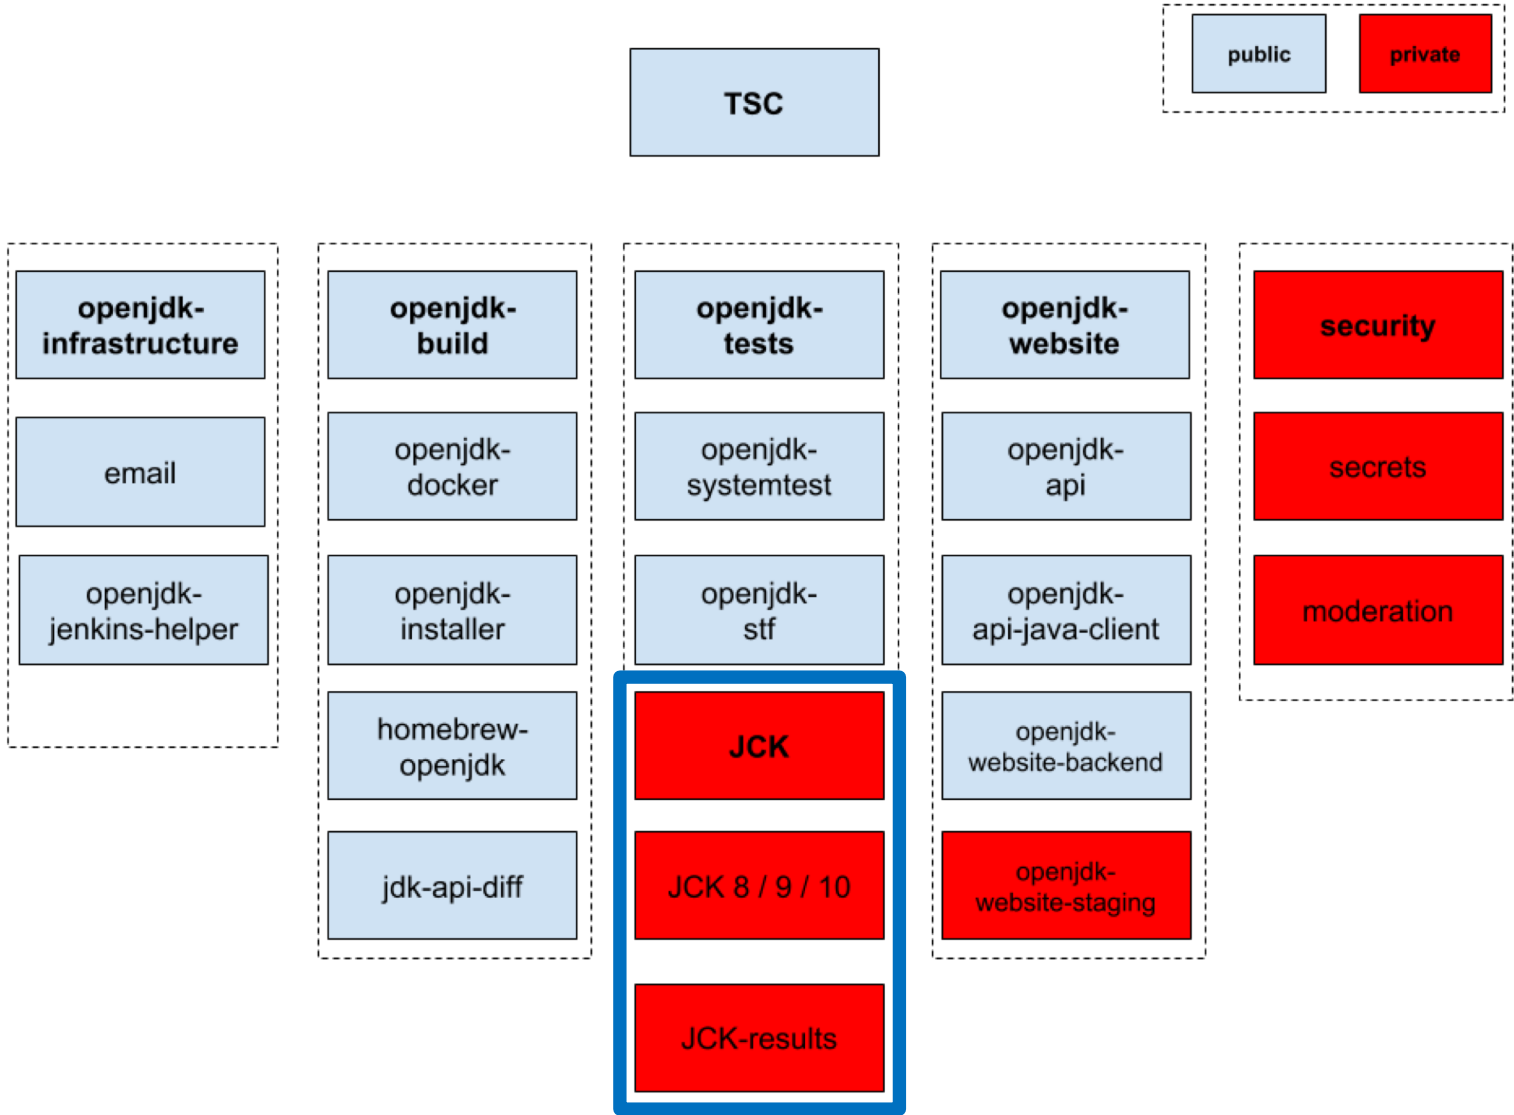 public
private
TSC
openjdk-
infrastructure
email
openjdk-
jenkins-helper
openjdk-
build
openjdk-
docker
openjdk-
installer
homebrew-
openjdk
jdk-api-diff
openjdk-
tests
openjdk-
systemtest
openjdk-
stf
JCK
JCK 8 / 9 / 10
JCK-results
openjdk-
website
openjdk-
api
openjdk-
api-java-client
openjdk-
website-backend
openjdk-
website-staging
security
secrets
moderation